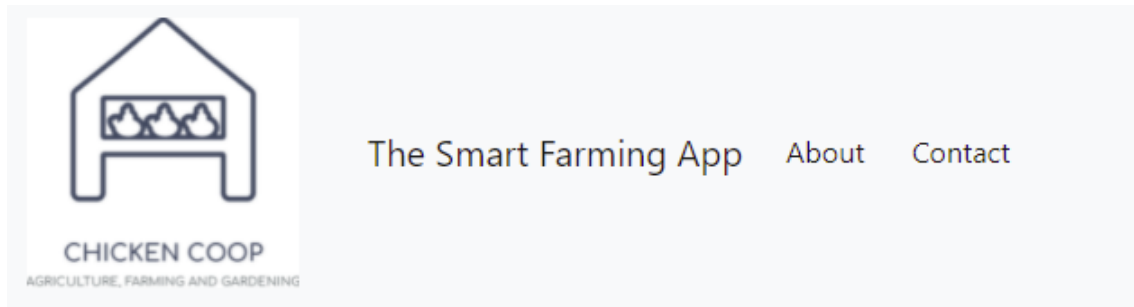 The Smart Farming App About Contact
CHICKEN COOP
AGRICULTURE, FARMING AND GARDENING